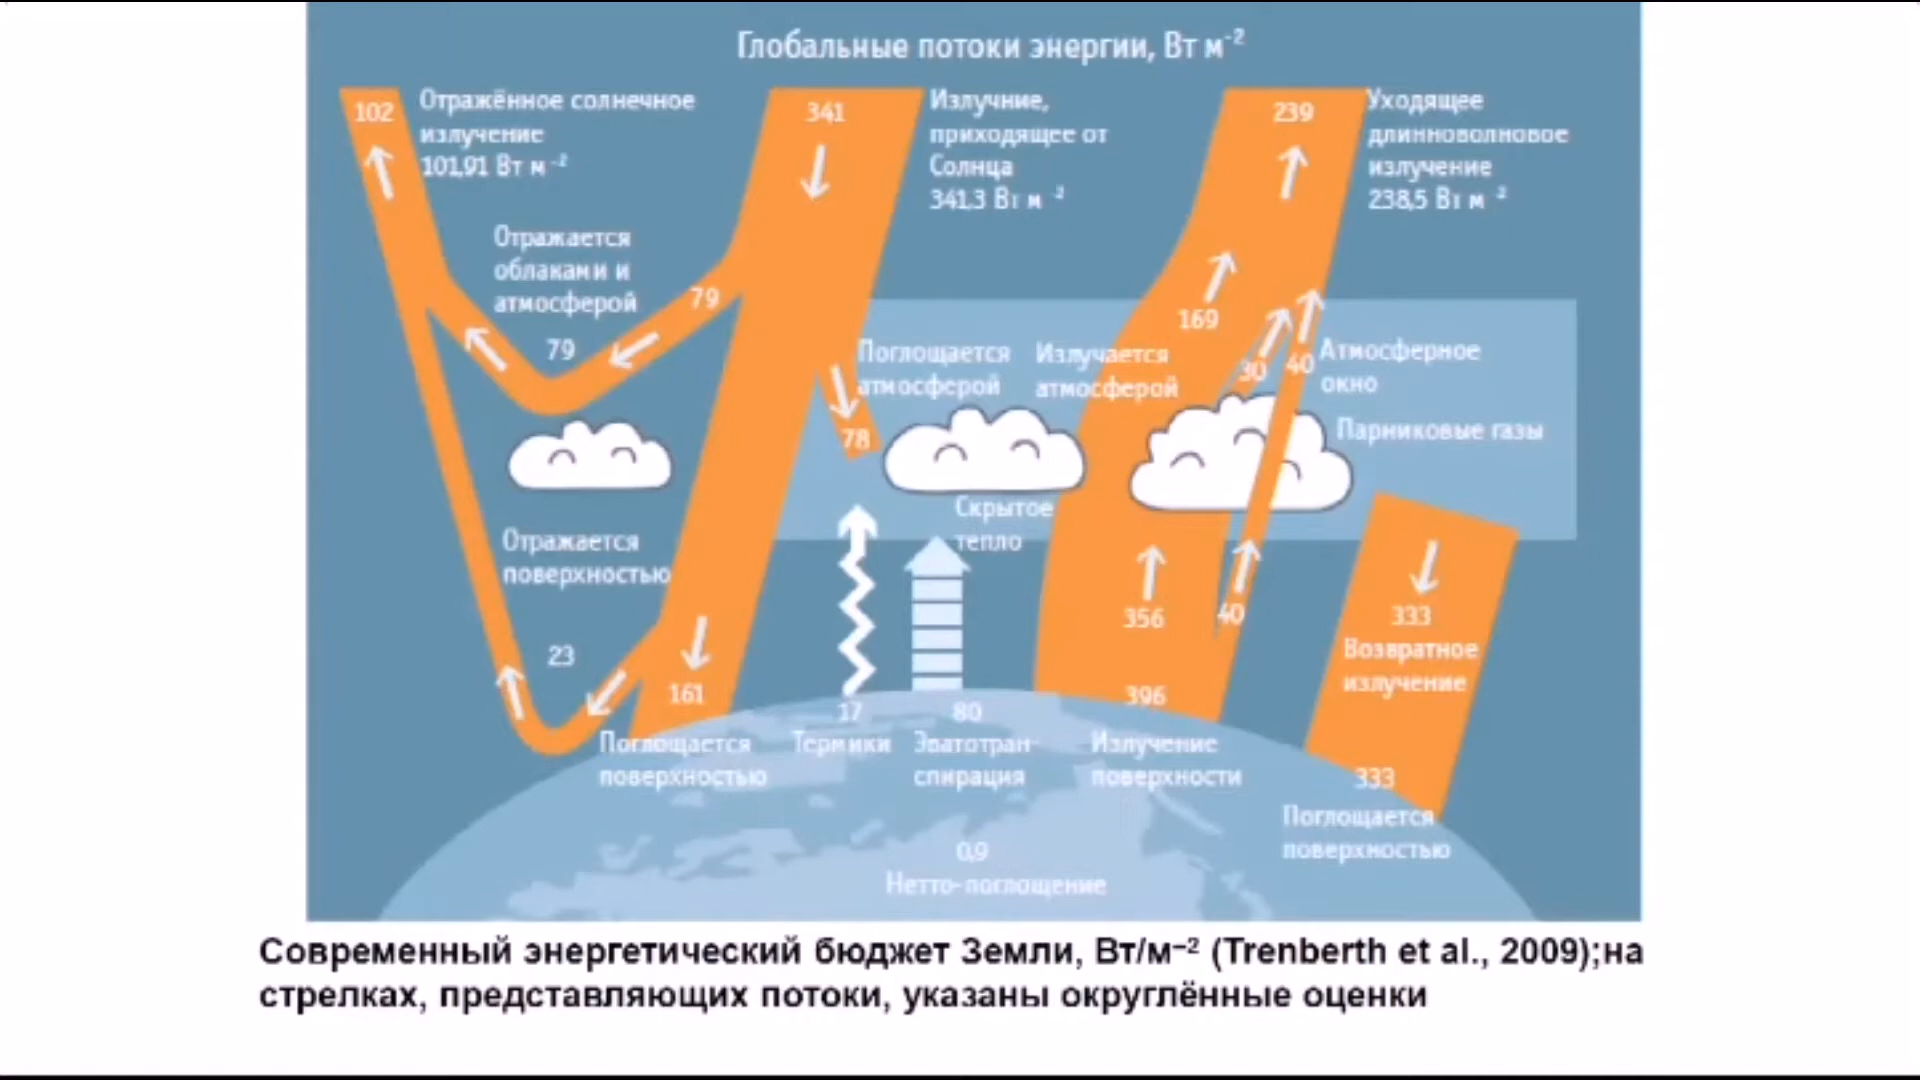 Глобальные потоки энергии, Вт м⁻²
102
Отражённое солнечное
излучение
101,91 Вт м ⁻²
341
Излучние,
приходящее от
Солнца
341,3 Вт м ⁻²
239
Уходящее
длинноволновое
излучение
238,5 Вт м ⁻²
Отражается
облаками и
атмосферой
79
79
169
Поглощается
атмосферой
78
Излучается
атмосферой
30
40
Атмосферное
окно
Парниковые газы
Скрытое
тепло
Отражается
поверхностью
23
161
Поглощается
поверхностью
17
Термики
80
Эватотран-
спирация
356
40
396
Излучение
поверхности
333
Возвратное
излучение
333
Поглощается
поверхностью
0,9
Нетто-поглощение
Современный энергетический бюджет Земли, Вт/м⁻² (Trenberth et al., 2009);на
стрелках, представляющих потоки, указаны округлённые оценки